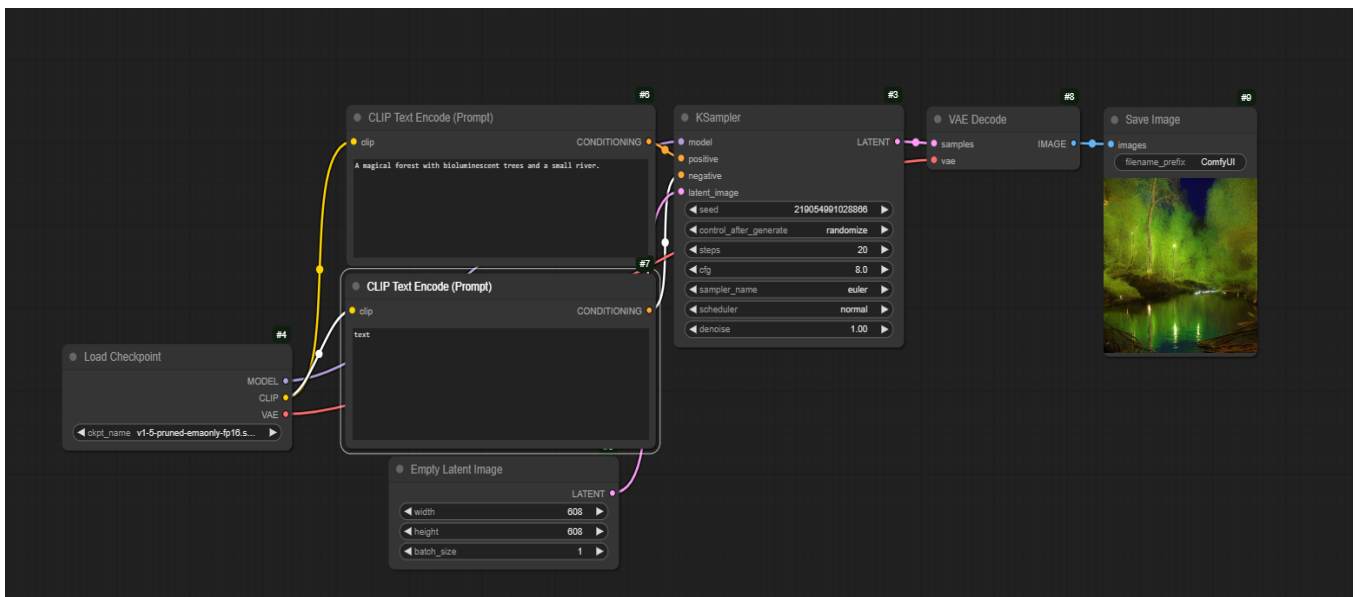 #6
CLIP Text Encode (Prompt)
clip
CONDITIONING
A magical forest with bioluminescent trees and a small river.
#7
CLIP Text Encode (Prompt)
clip
CONDITIONING
text
#4
Load Checkpoint
MODEL
CLIP
VAE
ckpt_name v1-5-pruned-emaonly-fp16.s...
Empty Latent Image
LATENT
width 608
height 608
batch_size 1
#3
KSampler
model LATENT
positive
negative
latent_image
seed 219054991028866
control_after_generate randomize
steps 20
cfg 8.0
sampler_name euler
scheduler normal
denoise 1.00
#8
VAE Decode
samples IMAGE
vae
#9
Save Image
images
filename_prefix ComfyUI